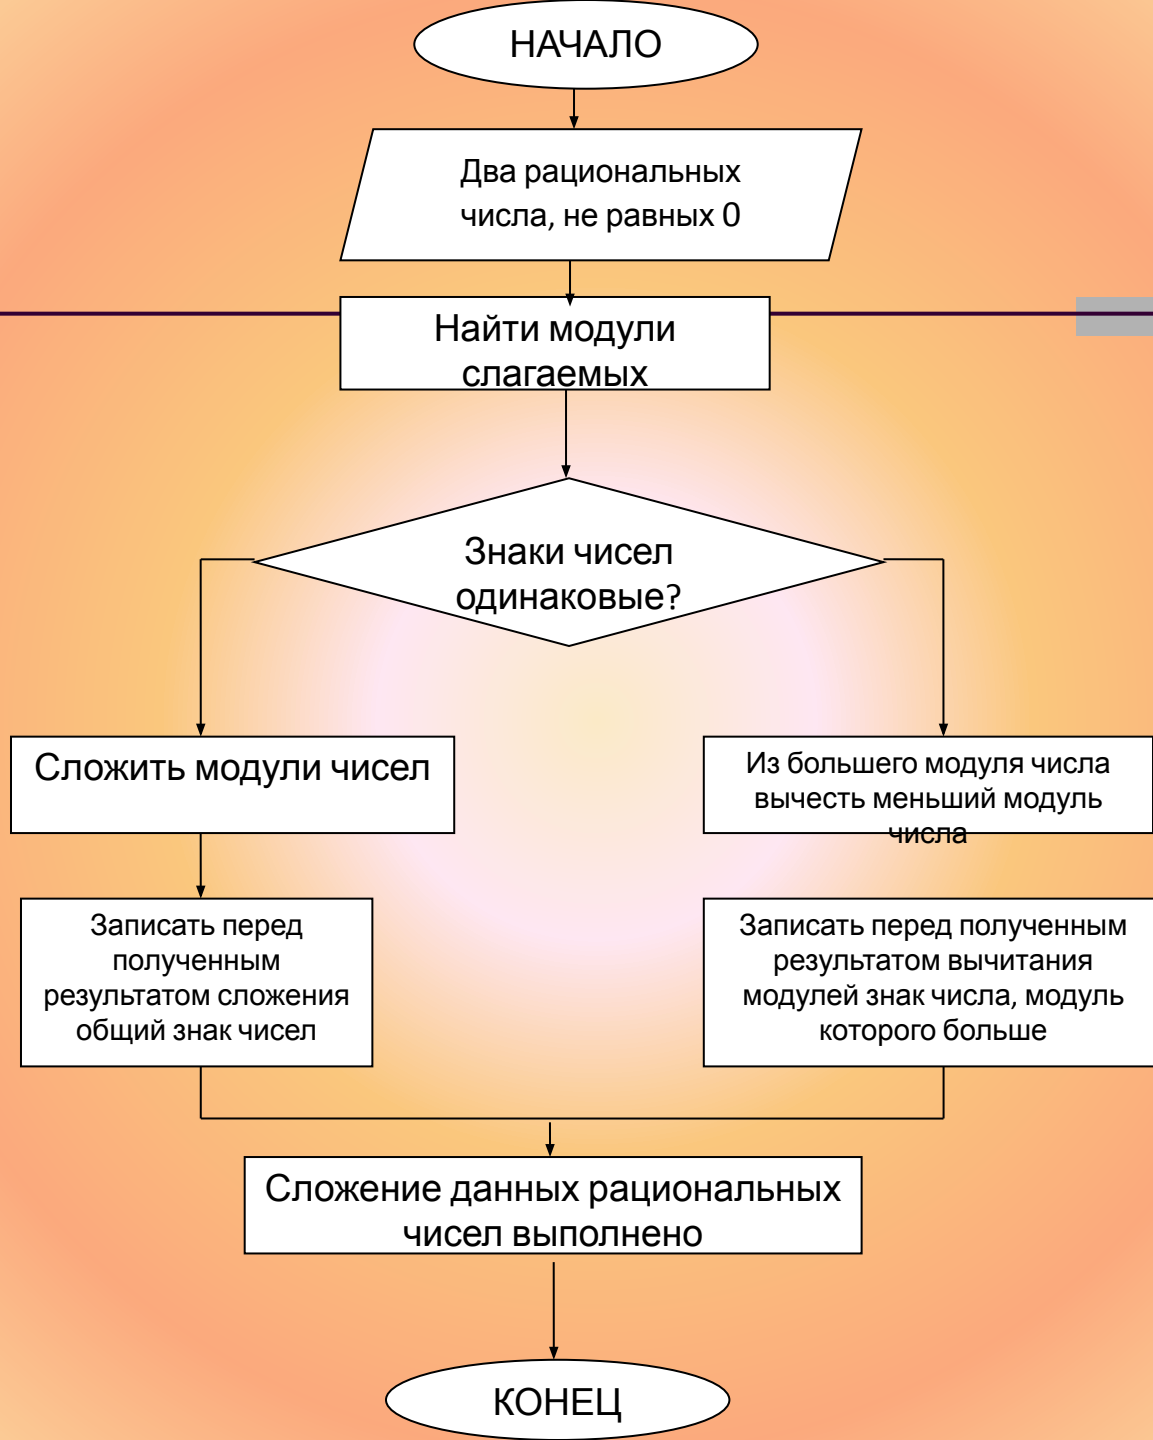 НАЧАЛО
Два рациональных
числа, не равных 0
Найти модули
слагаемых
Знаки чисел
одинаковые?
Сложить модули чисел
Из большего модуля числа
вычесть меньший модуль
числа
Записать перед
полученным
результатом сложения
общий знак чисел
Записать перед полученным
результатом вычитания
модулей знак числа, модуль
которого больше
Сложение данных рациональных
чисел выполнено
КОНЕЦ